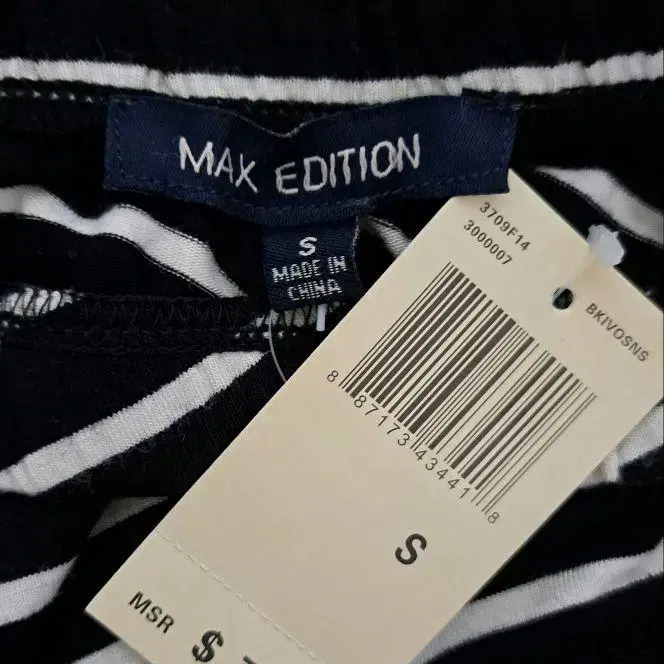 MAX EDITION
S
MADE IN
CHINA
3709F14
3000007
BKIVOSNS
8 87173 43441 8
S
MSR
$